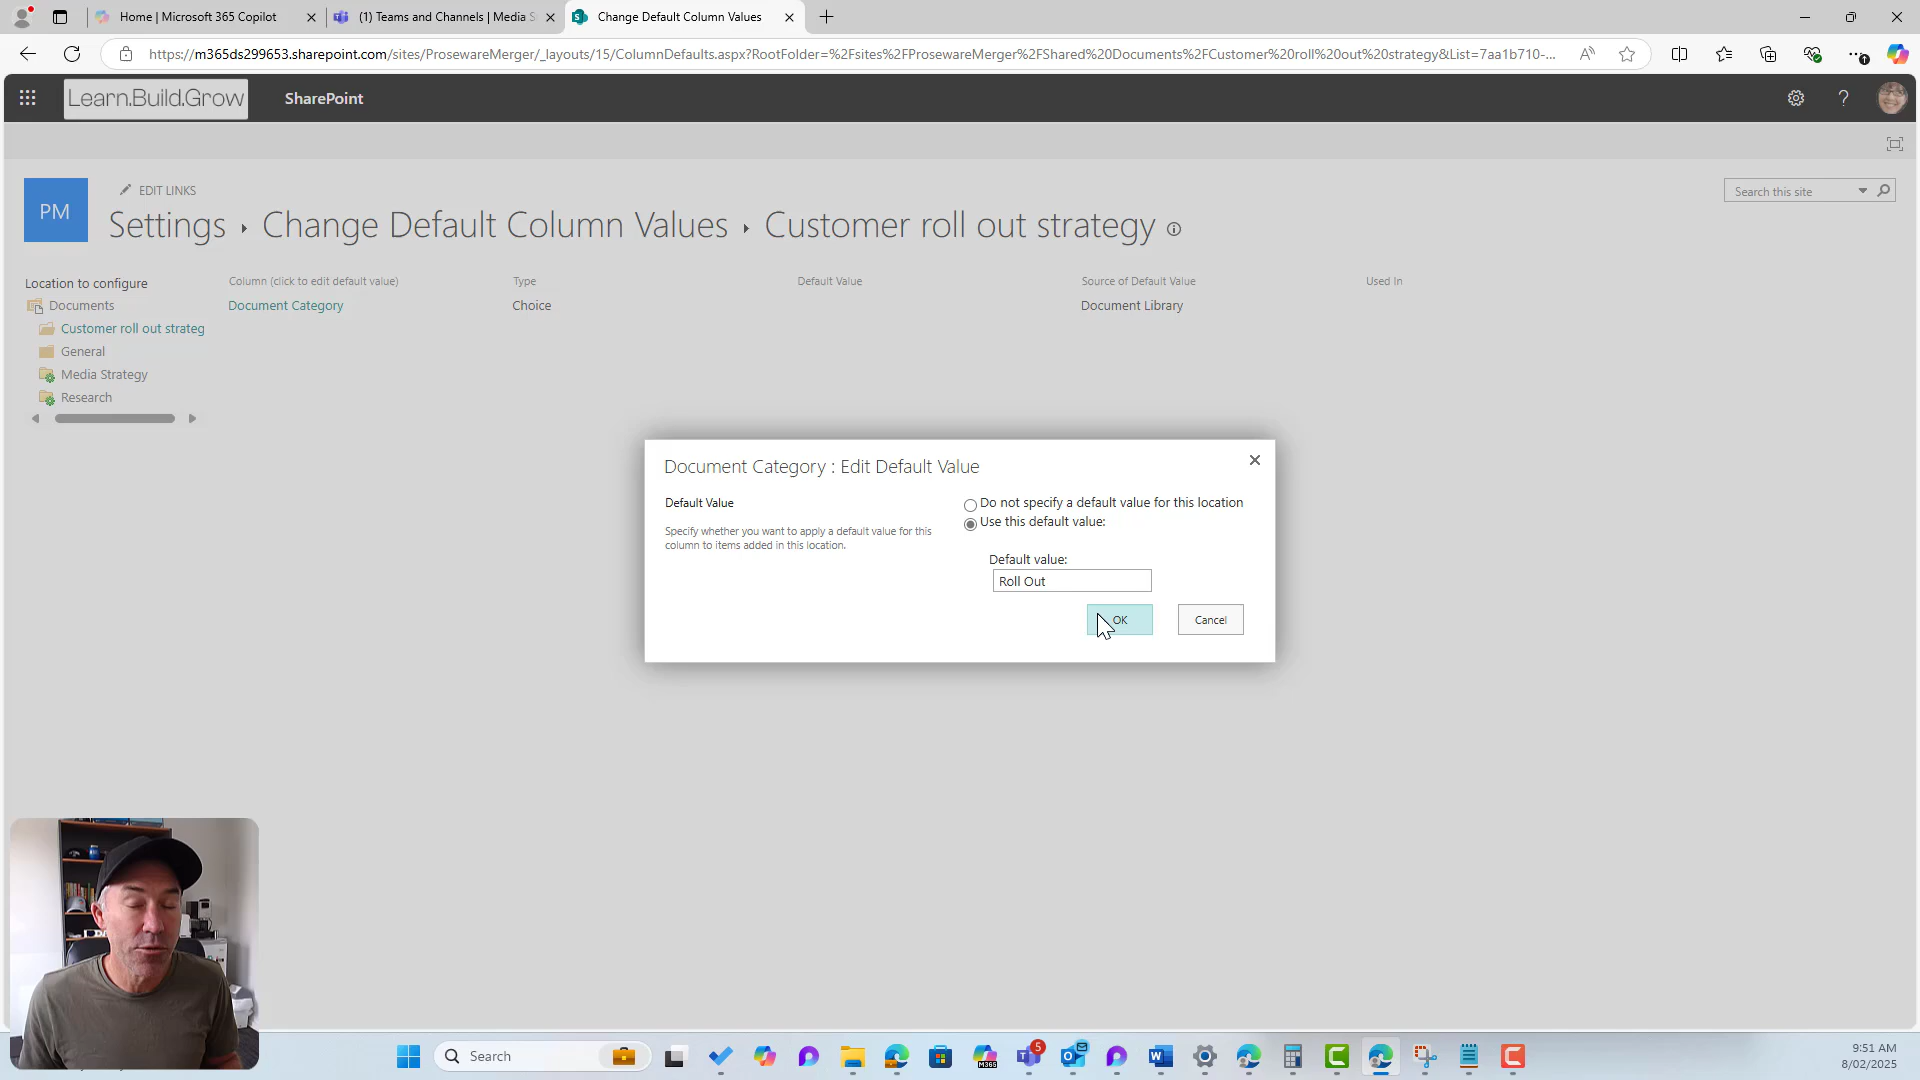 Home | Microsoft 365 Copilot
(1) Teams and Channels | Media S
Change Default Column Values
https://m365ds299653.sharepoint.com/sites/ProsewareMerger/_layouts/15/ColumnDefaults.aspx?RootFolder=%2Fsites%2FProsewareMerger%2FShared%20Documents%2FCustomer%20roll%20out%20strategy&List=7aa1b710-...
Learn.Build.Grow
SharePoint
PM
EDIT LINKS
Search this site
Settings ▸ Change Default Column Values ▸ Customer roll out strategy
Location to configure
Documents
Customer roll out strateg
General
Media Strategy
Research
Column (click to edit default value)
Type
Default Value
Source of Default Value
Used In
Document Category
Choice
Document Library
Document Category : Edit Default Value
Default Value
Specify whether you want to apply a default value for this
column to items added in this location.
Do not specify a default value for this location
Use this default value:
Default value:
Roll Out
OK
Cancel
Search
M365
5
9:51 AM
8/02/2025